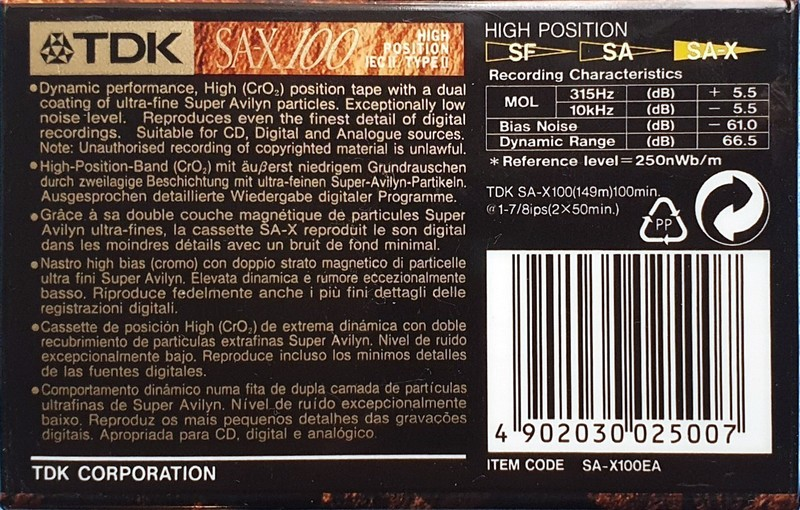 TDK SA-X 100 HIGH POSITION IEC II / TYPE II
• Dynamic performance, High (CrO₂) position tape with a dual
coating of ultra-fine Super Avilyn particles. Exceptionally low
noise level. Reproduces even the finest detail of digital
recordings. Suitable for CD, Digital and Analogue sources.
Note: Unauthorised recording of copyrighted material is unlawful.
• High-Position-Band (CrO₂) mit äußerst niedrigem Grundrauschen
durch zweilagige Beschichtung mit ultra-feinen Super-Avilyn-Partikeln.
Ausgesprochen detaillierte Wiedergabe digitaler Programme.
• Grâce à sa double couche magnétique de particules Super
Avilyn ultra-fines, la cassette SA-X reproduit le son digital
dans les moindres détails avec un bruit de fond minimal.
• Nastro high bias (cromo) con doppio strato magnetico di particelle
ultra fini Super Avilyn. Elevata dinamica e rumore eccezionalmente
basso. Riproduce fedelmente anche i più fini dettagli delle
registrazioni digitali.
• Cassette de posición High (CrO₂) de extrema dinámica con doble
recubrimiento de partículas extrafinas Super Avilyn. Nivel de ruido
excepcionalmente bajo. Reproduce incluso los mínimos detalles
de las fuentes digitales.
• Comportamento dinámico numa fita de dupla camada de partículas
ultrafinas de Super Avilyn. Nível de ruído excepcionalmente
baixo. Reproduz os mais pequenos detalhes das gravações
digitais. Apropriada para CD, digital e analógico.
TDK CORPORATION
HIGH POSITION
SF SA SA-X
Recording Characteristics
MOL 315Hz (dB) + 5.5
10kHz (dB) − 5.5
Bias Noise (dB) − 61.0
Dynamic Range (dB) 66.5
* Reference level = 250nWb/m
TDK SA-X100(149m)100min.
@1-7/8ips(2×50min.)
PP
4 902030 025007
ITEM CODE SA-X100EA